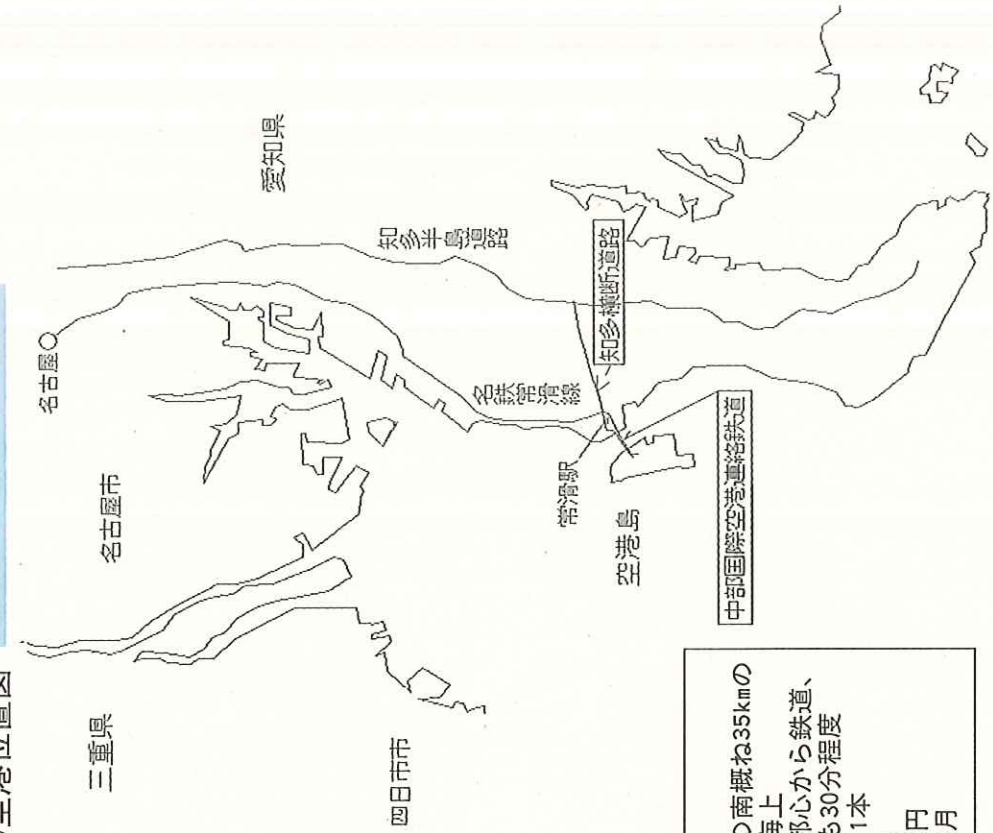 空港位置図
名古屋
三重県
名古屋市
愛知県
四日市市
知多半島道路
名鉄常滑線
常滑駅
知多横断道路
空港島
中部国際空港連絡鉄道
南概ね35kmの
海上
都心から鉄道、
も30分程度
1本
円
月